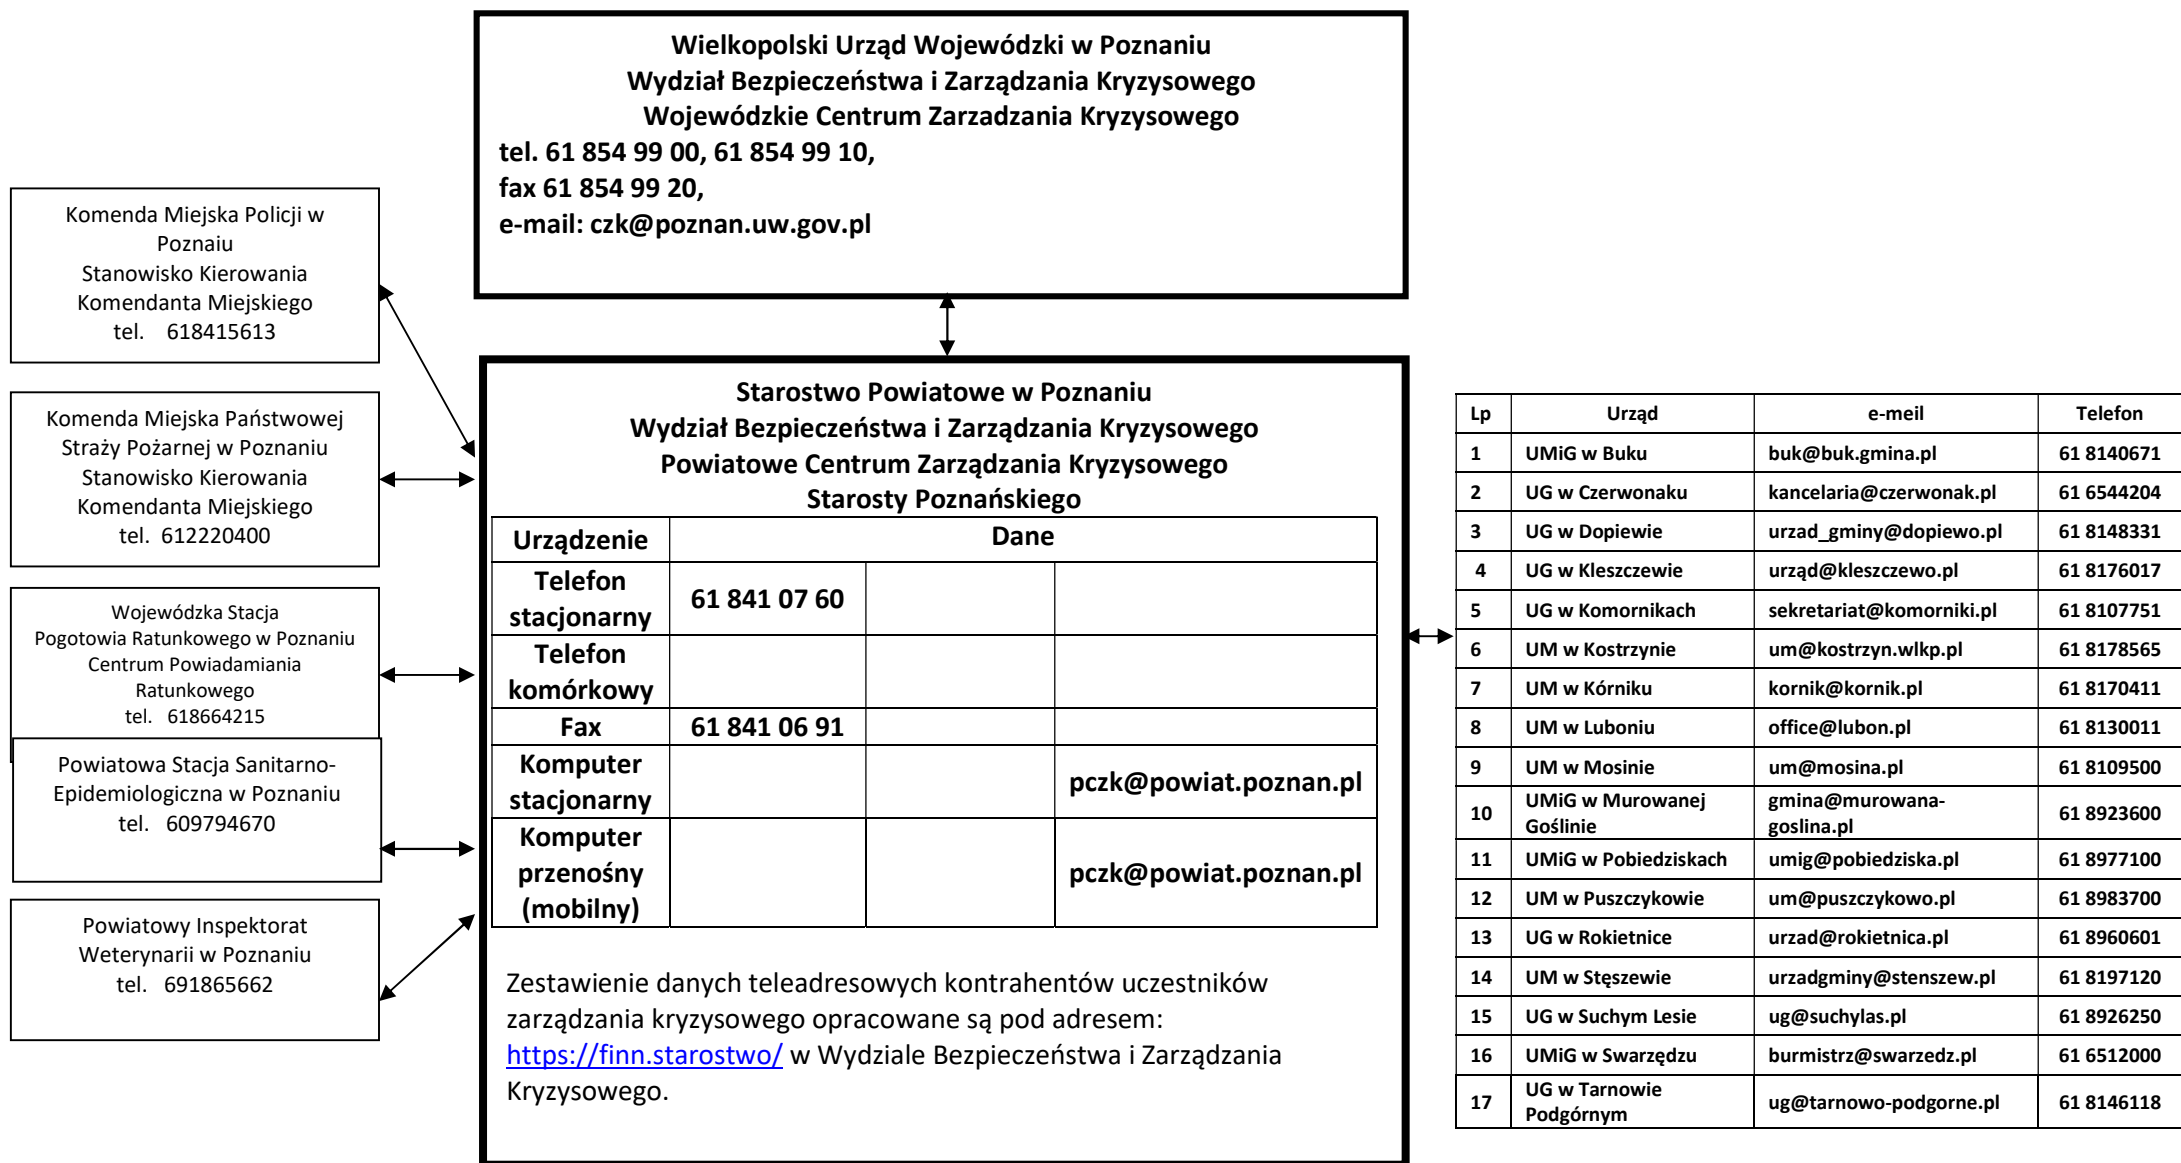 Wielkopolski Urząd Wojewódzki w Poznaniu
Wydział Bezpieczeństwa i Zarządzania Kryzysowego
Wojewódzkie Centrum Zarzadzania Kryzysowego
tel. 61 854 99 00, 61 854 99 10,
fax 61 854 99 20,
e-mail: czk@poznan.uw.gov.pl
Komenda Miejska Policji w
Poznaiu
Stanowisko Kierowania
Komendanta Miejskiego
tel. 618415613
Komenda Miejska Państwowej
Straży Pożarnej w Poznaniu
Stanowisko Kierowania
Komendanta Miejskiego
tel. 612220400
Wojewódzka Stacja
Pogotowia Ratunkowego w Poznaniu
Centrum Powiadamiania
Ratunkowego
tel. 618664215
Powiatowa Stacja Sanitarno-
Epidemiologiczna w Poznaniu
tel. 609794670
Powiatowy Inspektorat
Weterynarii w Poznaniu
tel. 691865662
Starostwo Powiatowe w Poznaniu
Wydział Bezpieczeństwa i Zarządzania Kryzysowego
Powiatowe Centrum Zarządzania Kryzysowego
Starosty Poznańskiego
Urządzenie Dane
Telefon
stacjonarny 61 841 07 60
Telefon
komórkowy
Fax 61 841 06 91
Komputer
stacjonarny pczk@powiat.poznan.pl
Komputer
przenośny pczk@powiat.poznan.pl
(mobilny)
Zestawienie danych teleadresowych kontrahentów uczestników
zarządzania kryzysowego opracowane są pod adresem:
https://finn.starostwo/ w Wydziale Bezpieczeństwa i Zarządzania
Kryzysowego.
Lp Urząd e-meil Telefon
1 UMiG w Buku buk@buk.gmina.pl 61 8140671
2 UG w Czerwonaku kancelaria@czerwonak.pl 61 6544204
3 UG w Dopiewie urzad_gminy@dopiewo.pl 61 8148331
4 UG w Kleszczewie urząd@kleszczewo.pl 61 8176017
5 UG w Komornikach sekretariat@komorniki.pl 61 8107751
6 UM w Kostrzynie um@kostrzyn.wlkp.pl 61 8178565
7 UM w Kórniku kornik@kornik.pl 61 8170411
8 UM w Luboniu office@lubon.pl 61 8130011
9 UM w Mosinie um@mosina.pl 61 8109500
10 UMiG w Murowanej Goślinie gmina@murowana-goslina.pl 61 8923600
11 UMiG w Pobiedziskach umig@pobiedziska.pl 61 8977100
12 UM w Puszczykowie um@puszczykowo.pl 61 8983700
13 UG w Rokietnice urzad@rokietnica.pl 61 8960601
14 UM w Stęszewie urzadgminy@stenszew.pl 61 8197120
15 UG w Suchym Lesie ug@suchylas.pl 61 8926250
16 UMiG w Swarzędzu burmistrz@swarzedz.pl 61 6512000
17 UG w Tarnowie Podgórnym ug@tarnowo-podgorne.pl 61 8146118